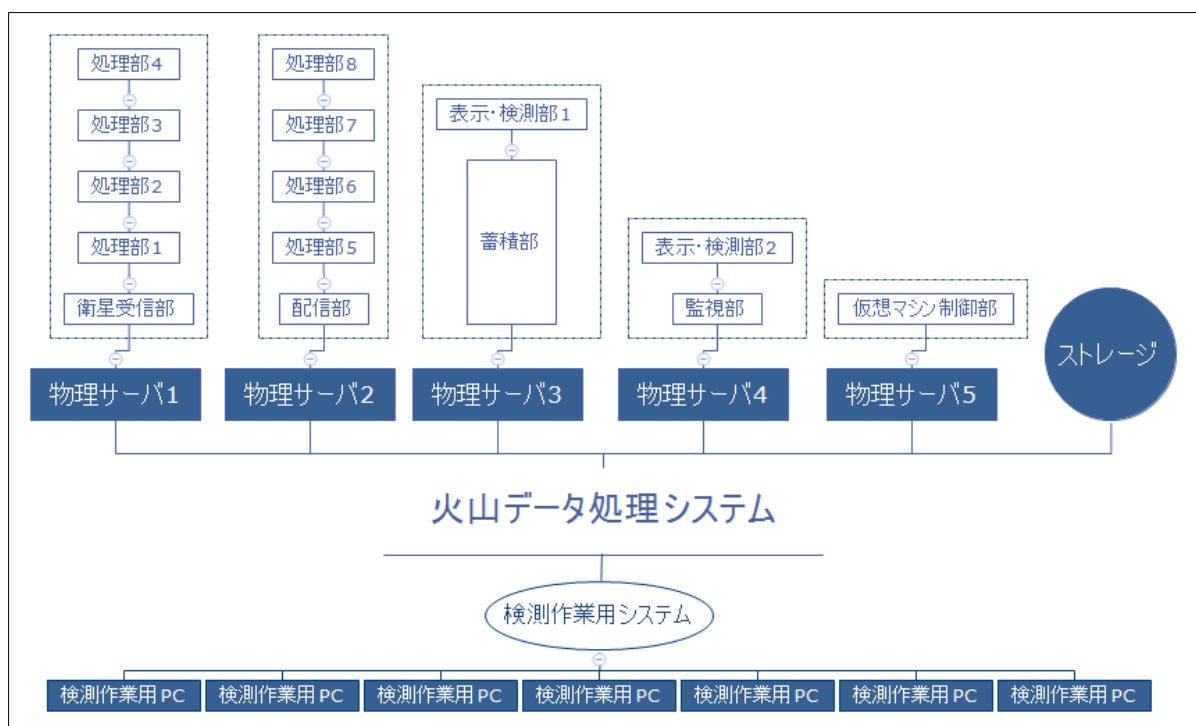 処理部4
処理部3
処理部2
処理部1
衛星受信部
物理サーバ1
処理部8
処理部7
処理部6
処理部5
配信部
物理サーバ2
表示・検測部1
蓄積部
物理サーバ3
表示・検測部2
監視部
物理サーバ4
仮想マシン制御部
物理サーバ5
ストレージ
火山データ処理システム
検測作業用システム
検測作業用PC
検測作業用PC
検測作業用PC
検測作業用PC
検測作業用PC
検測作業用PC
検測作業用PC